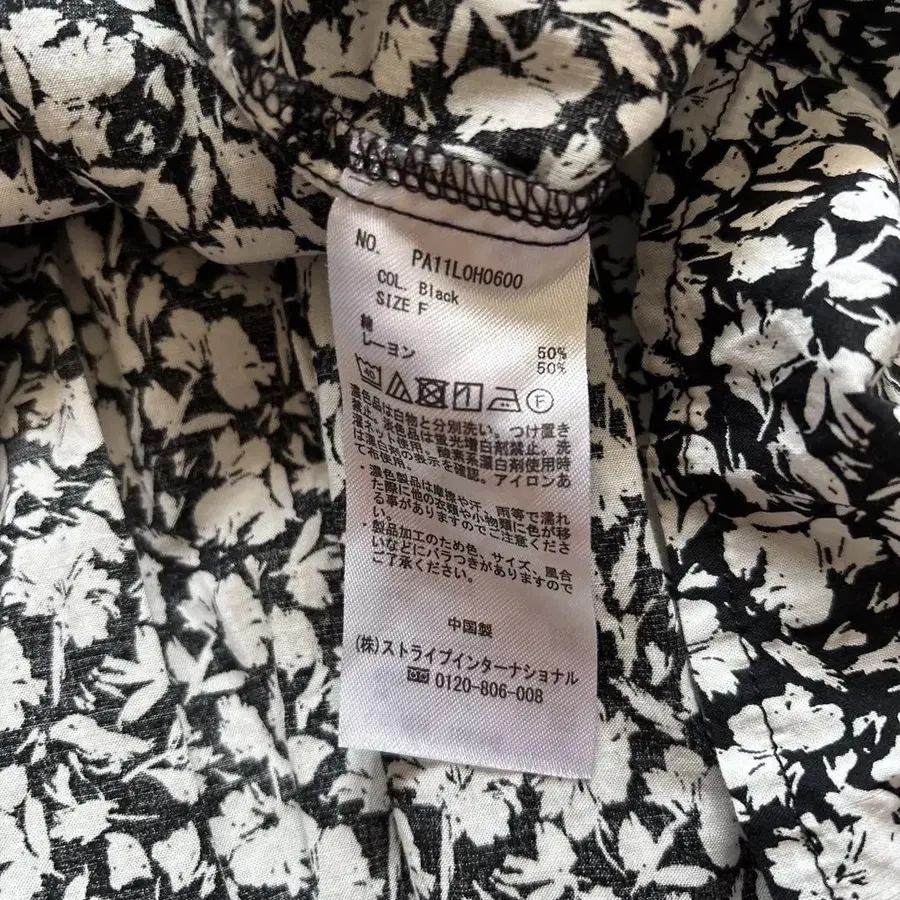 NO. PA11L0H0600
COL. Black
SIZE F
綿 50%
レーヨン 50%
40
F
濃色品は白物と分別洗い。つけ置き
禁止。淡色品は蛍光増白剤禁止。洗
濯ネット使用。酸素系漂白剤使用時
は漂白剤の表示を確認。アイロンあ
て布使用。
・濃色製品は摩擦や汗、雨等で濡れ
た際に他の衣類や小物類に色が移
る事がありますのでご注意くださ
い。
・製品加工のため色、サイズ、風合
いなどにバラつきがありますので
ご了承ください。
中国製
(株)ストライプインターナショナル
0120-806-008